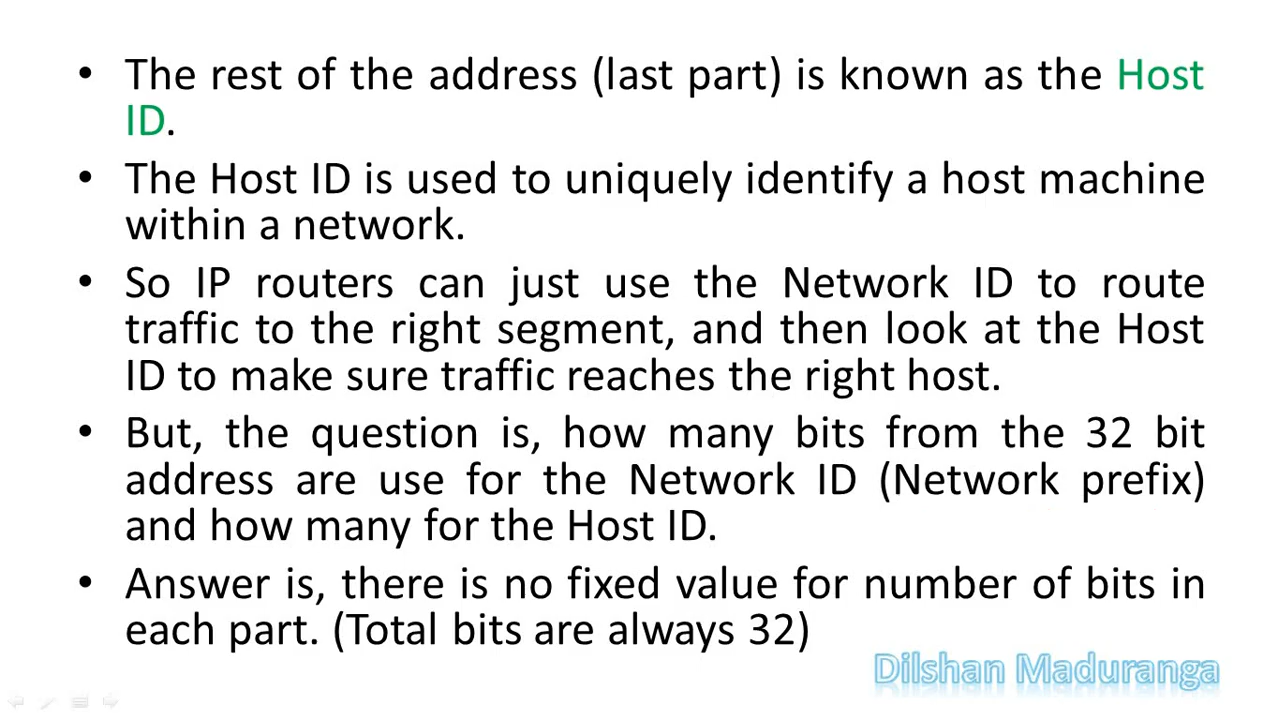 • The rest of the address (last part) is known as the Host
ID.
• The Host ID is used to uniquely identify a host machine
within a network.
• So IP routers can just use the Network ID to route
traffic to the right segment, and then look at the Host
ID to make sure traffic reaches the right host.
• But, the question is, how many bits from the 32 bit
address are use for the Network ID (Network prefix)
and how many for the Host ID.
• Answer is, there is no fixed value for number of bits in
each part. (Total bits are always 32)
Dilshan Maduranga